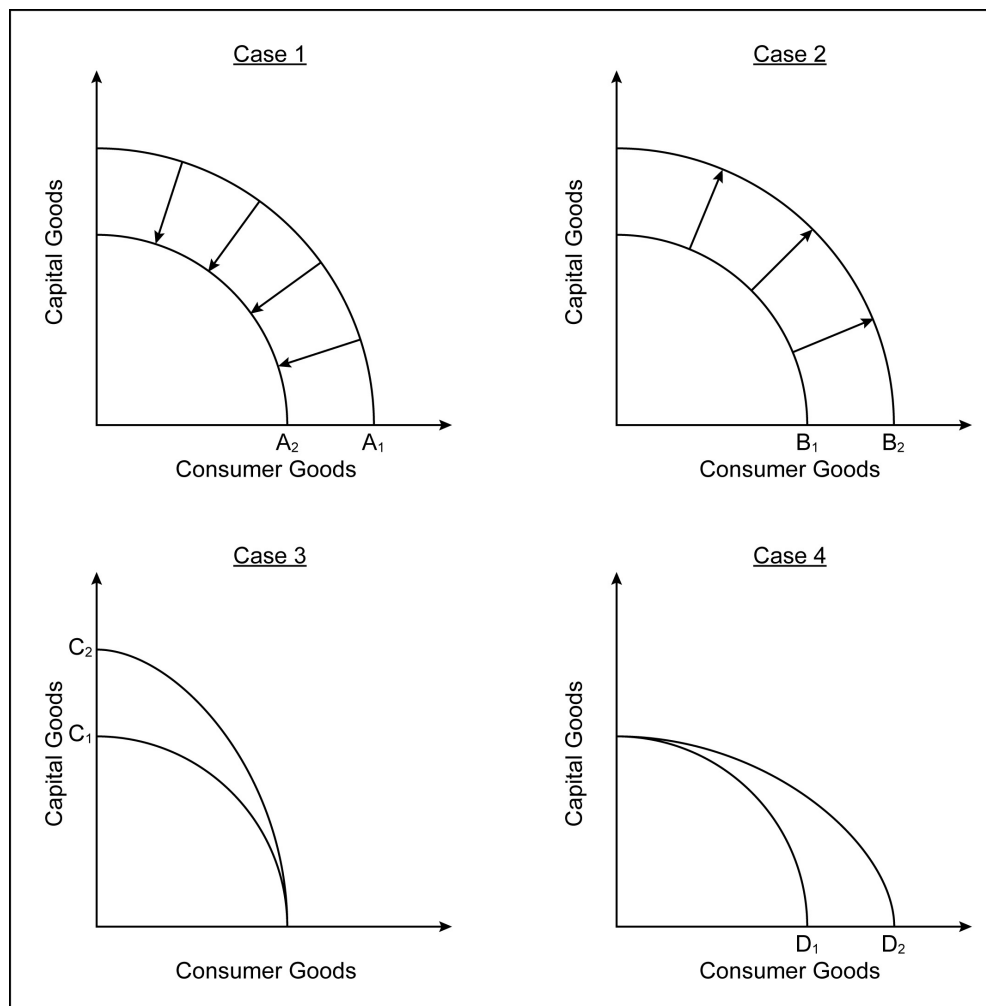 Case 1
Capital Goods
A₂ A₁
Consumer Goods
Case 2
Capital Goods
B₁ B₂
Consumer Goods
Case 3
C₂
C₁
Capital Goods
Consumer Goods
Case 4
Capital Goods
D₁ D₂
Consumer Goods